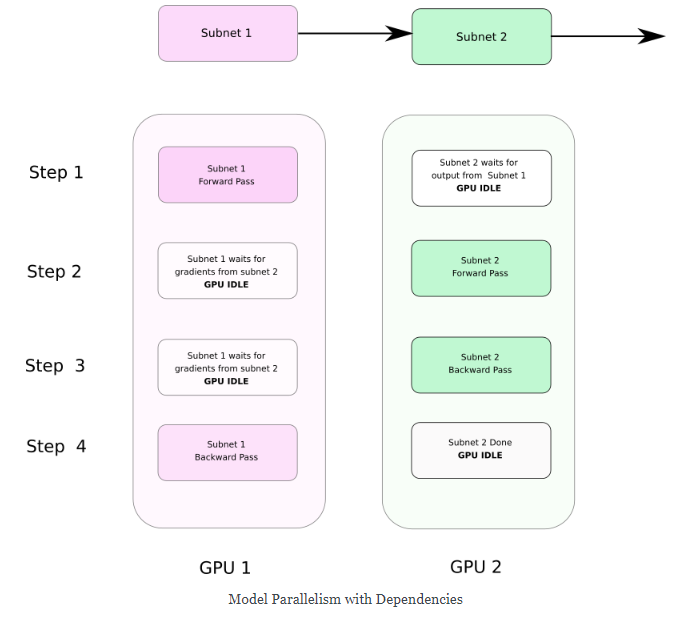 Subnet 1
Subnet 2
Step 1
Subnet 1
Forward Pass
Subnet 2 waits for
output from Subnet 1
GPU IDLE
Step 2
Subnet 1 waits for
gradients from subnet 2
GPU IDLE
Subnet 2
Forward Pass
Step 3
Subnet 1 waits for
gradients from subnet 2
GPU IDLE
Subnet 2
Backward Pass
Step 4
Subnet 1
Backward Pass
Subnet 2 Done
GPU IDLE
GPU 1
GPU 2
Model Parallelism with Dependencies